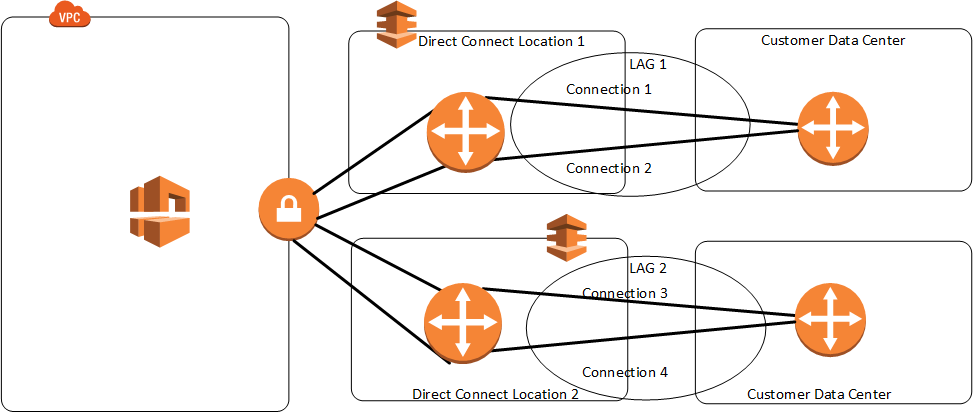 VPC
Direct Connect Location 1
Customer Data Center
LAG 1
Connection 1
Connection 2
LAG 2
Connection 3
Connection 4
Direct Connect Location 2
Customer Data Center